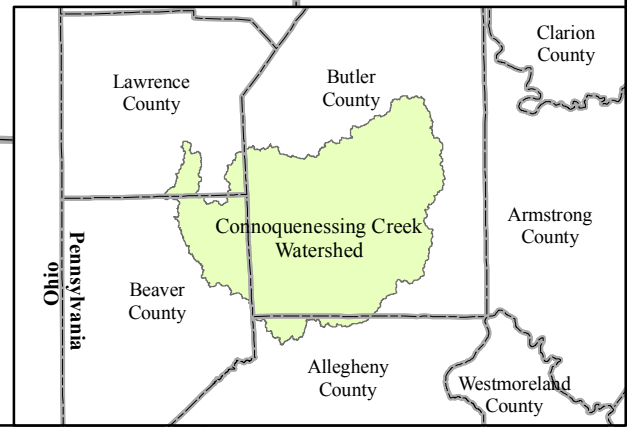 Clarion
County
Lawrence
County
Butler
County
Connoquenessing Creek
Watershed
Armstrong
County
Pennsylvania
Ohio
Beaver
County
Allegheny
County
Westmoreland
County